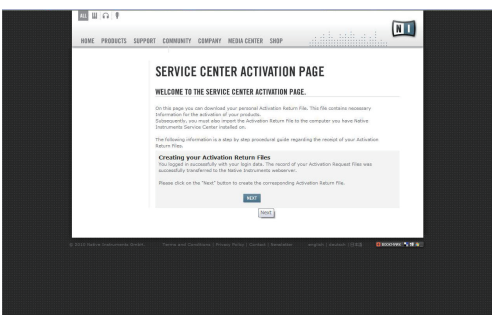 ALL
NI
HOME PRODUCTS SUPPORT COMMUNITY COMPANY MEDIA CENTER SHOP
SERVICE CENTER ACTIVATION PAGE
WELCOME TO THE SERVICE CENTER ACTIVATION PAGE.
On this page you can download your personal Activation Return File. This file contains necessary
Information for the activation of your products.
Subsequently, you must also import the Activation Return File to the computer you have Native
Instruments Service Center installed on.
The following information is a step by step procedural guide regarding the receipt of your Activation
Return Files.
Creating your Activation Return Files
You logged in successfully with your login data. The record of your Activation Request Files was
successfully transferred to the Native Instruments webserver.
Please click on the "Next" button to create the corresponding Activation Return File.
NEXT
Next
© 2010 Native Instruments GmbH Terms and Conditions | Privacy Policy | Contact | Newsletter english | deutsch | 日本語 BOOKMARK